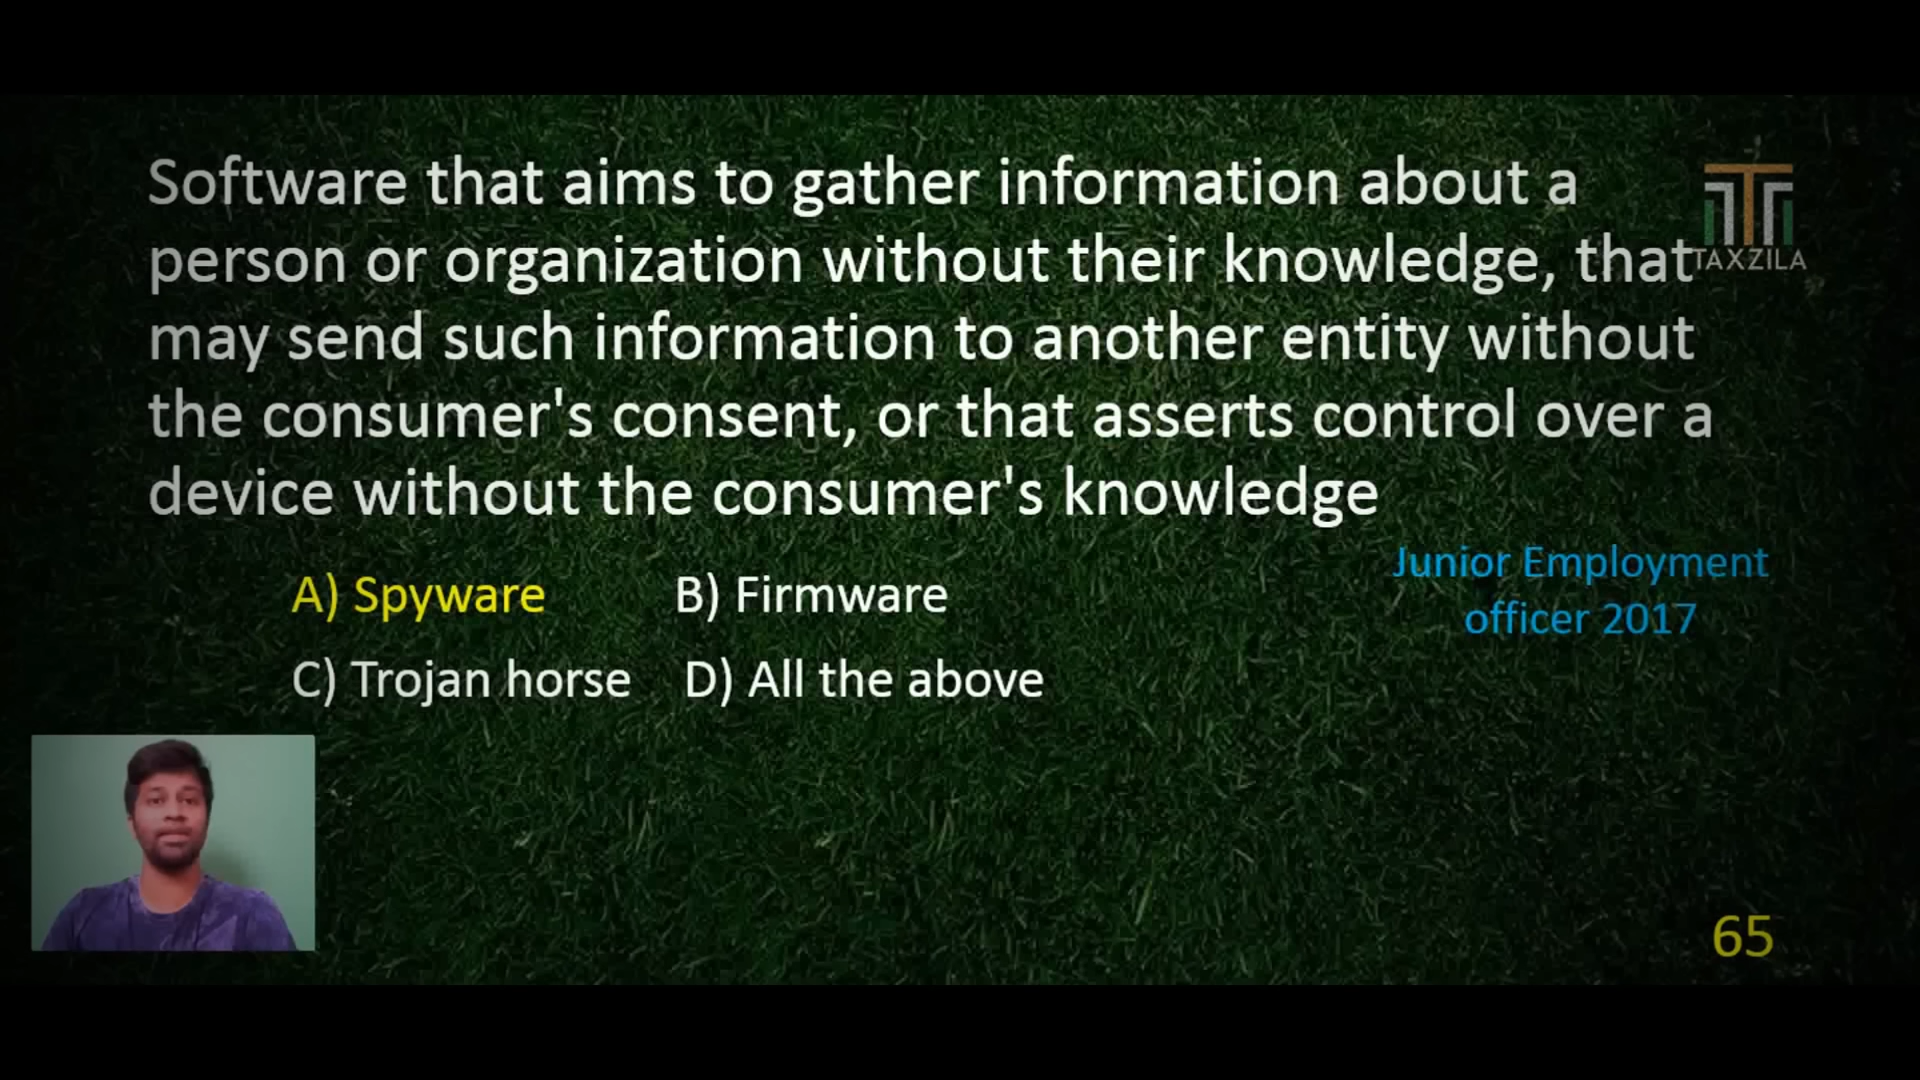 Software that aims to gather information about a
person or organization without their knowledge, that
may send such information to another entity without
the consumer's consent, or that asserts control over a
device without the consumer's knowledge
TAXZILA
A) Spyware B) Firmware
C) Trojan horse D) All the above
Junior Employment
officer 2017
65